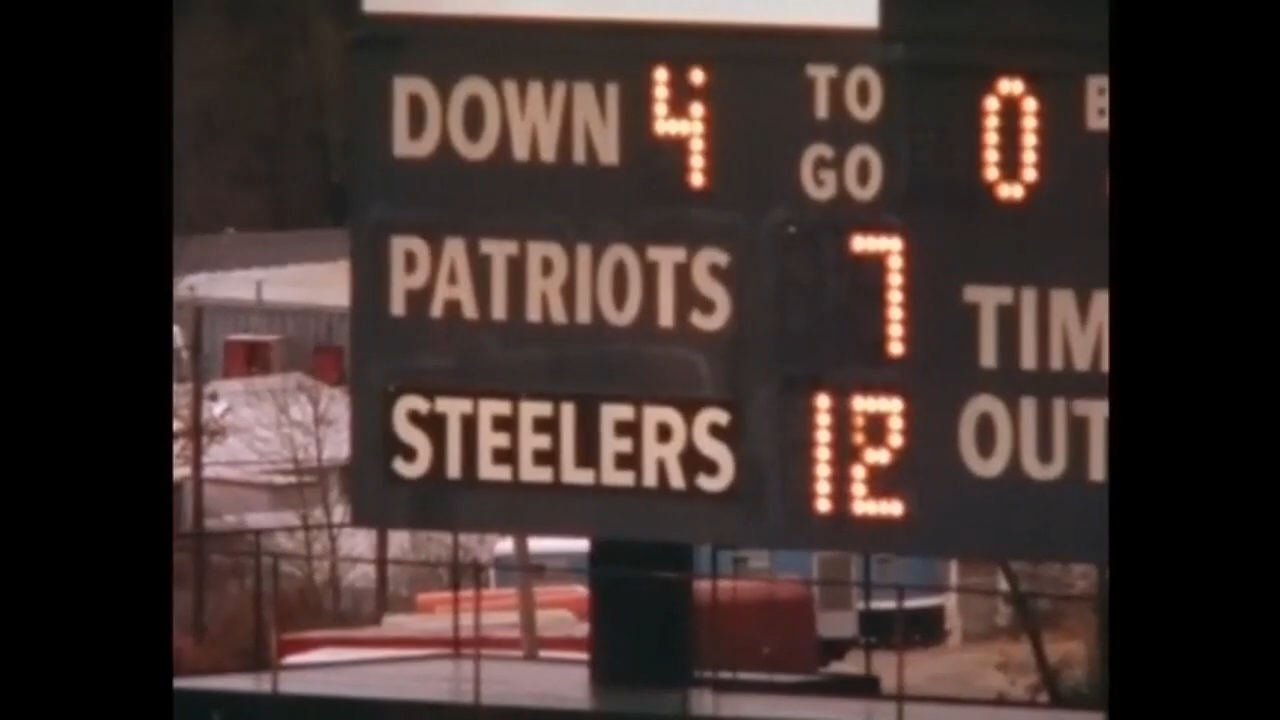 DOWN 4 TO GO 0 B
PATRIOTS 7
STEELERS 12
TIM
OUT